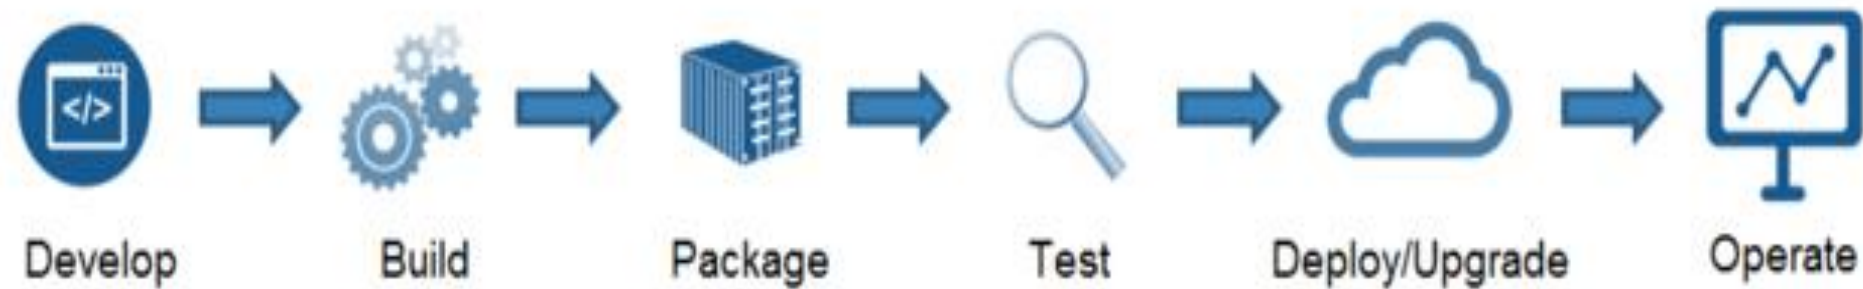 </>
Develop
Build
Package
Test
Deploy/Upgrade
Operate